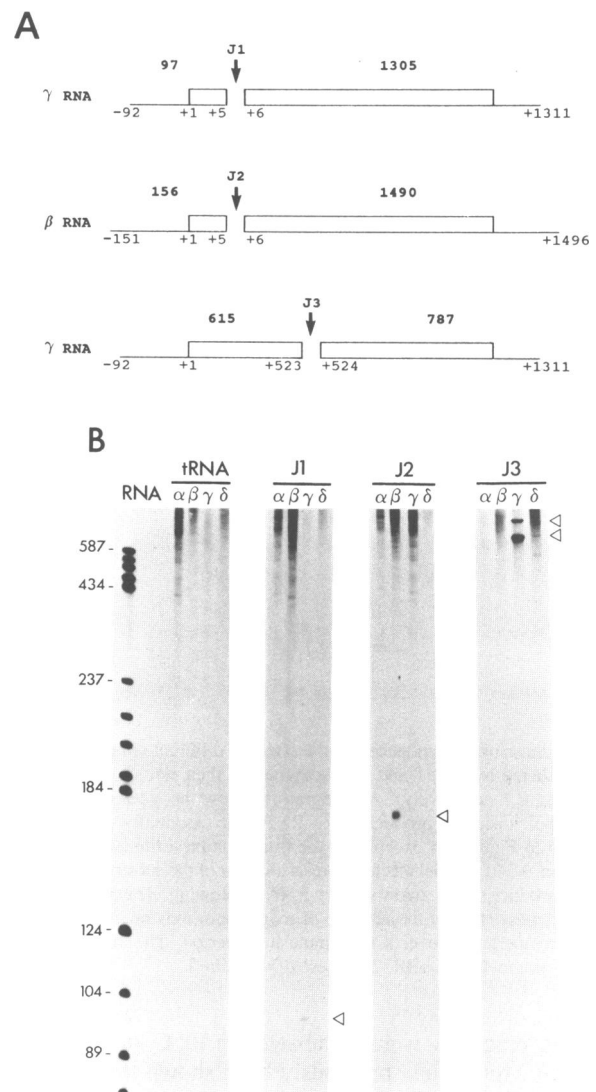 A
J1
97 1305
γ RNA
-92 +1 +5 +6 +1311
J2
156 1490
β RNA
-151 +1 +5 +6 +1496
J3
615 787
γ RNA
-92 +1 +523 +524 +1311
B
tRNA J1 J2 J3
RNA α β γ δ α β γ δ α β γ δ α β γ δ
587 -
434 -
237 -
184 -
124 -
104 -
89 -